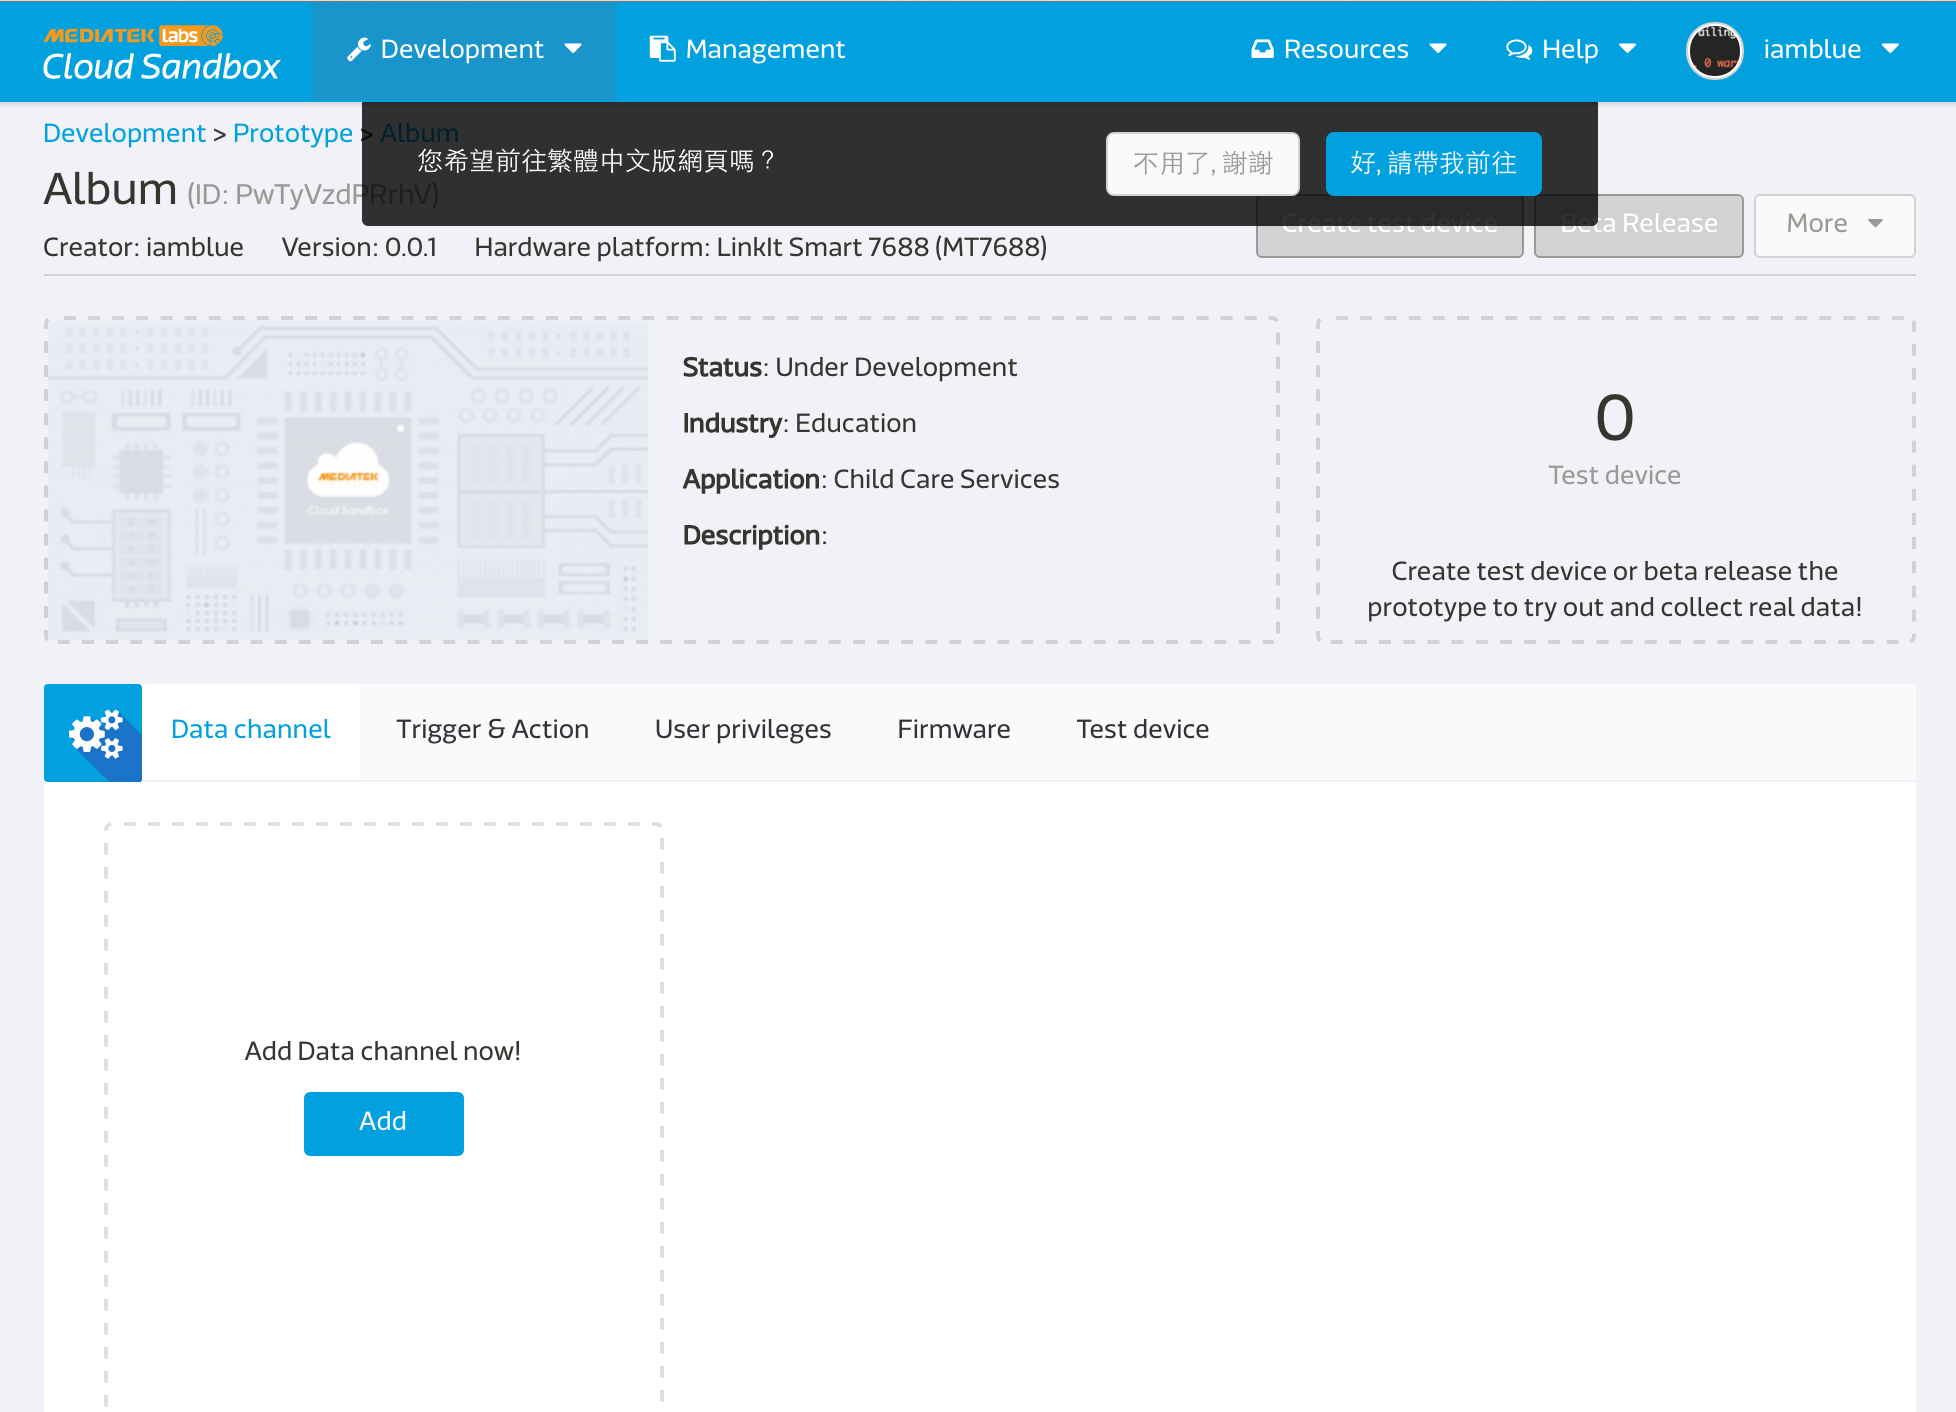 MEDIATEK labs
Cloud Sandbox
Development
Management
Resources
Help
ailing
0 war
iamblue
Development > Prototype > Album
您希望前往繁體中文版網頁嗎？
不用了, 謝謝
好, 請帶我前往
Album (ID: PwTyVzdPRrhV)
Create test device
Beta Release
More
Creator: iamblue
Version: 0.0.1
Hardware platform: LinkIt Smart 7688 (MT7688)
MEDIATEK
Cloud Sandbox
Status: Under Development
Industry: Education
Application: Child Care Services
Description:
0
Test device
Create test device or beta release the
prototype to try out and collect real data!
Data channel
Trigger & Action
User privileges
Firmware
Test device
Add Data channel now!
Add